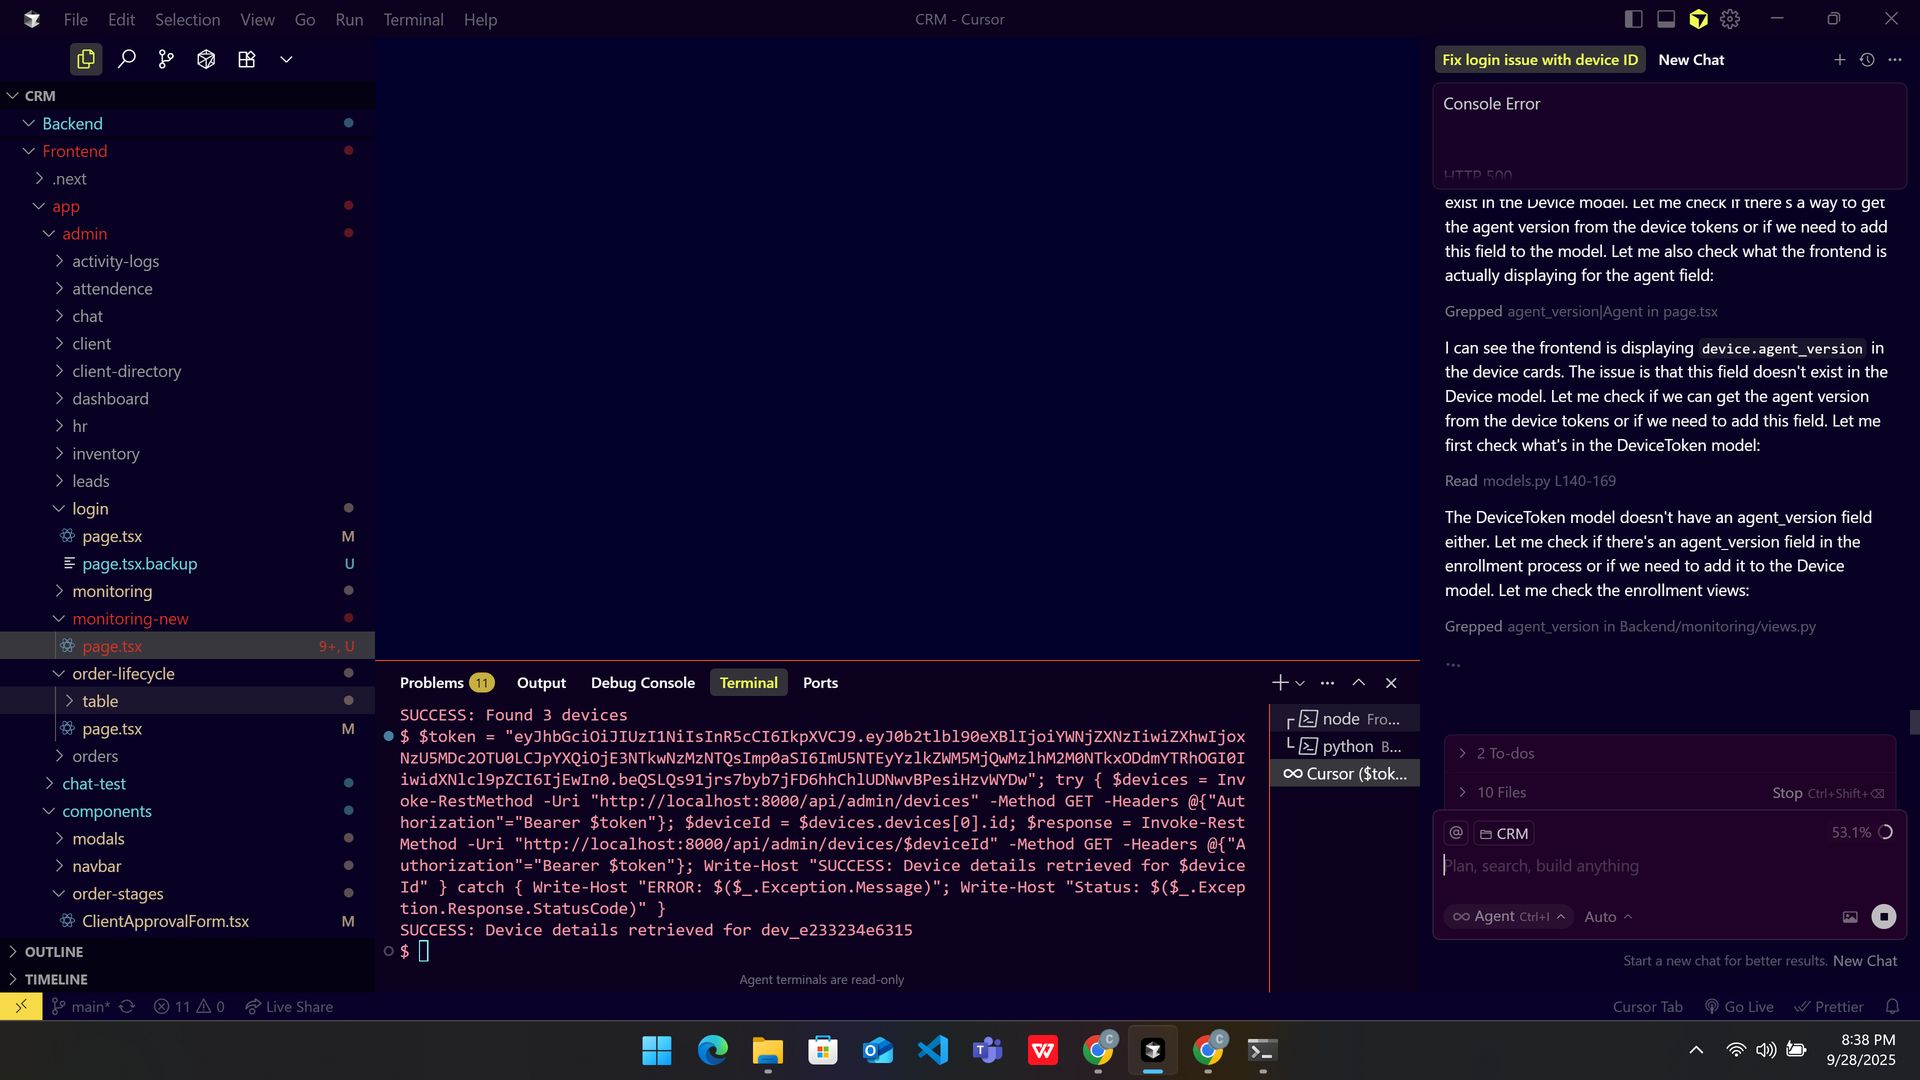 File Edit Selection View Go Run Terminal Help
CRM - Cursor
CRM
Backend
Frontend
.next
app
admin
activity-logs
attendence
chat
client
client-directory
dashboard
hr
inventory
leads
login
page.tsx M
page.tsx.backup U
monitoring
monitoring-new
page.tsx 9+, U
order-lifecycle
table
page.tsx M
orders
chat-test
components
modals
navbar
order-stages
ClientApprovalForm.tsx M
OUTLINE
TIMELINE
Problems 11 Output Debug Console Terminal Ports
SUCCESS: Found 3 devices
$ $token = "eyJhbGciOiJIUzI1NiIsInR5cCI6IkpXVCJ9.eyJ0b2tlbl90eXBlIjoiYWNjZXNzIiwiZXhwIjox
NzU5MDc2OTU0LCJpYXQiOjE3NTkwNzMzNTQsImp0aSI6ImU5NTEyYzlkZWM5MjQwMzlhM2M0NTkxODdmYTRhOGI0I
iwidXNlcl9pZCI6IjEwIn0.beQSLQs91jrs7byb7jFD6hhChlUDNwvBPesiHzvWYDw"; try { $devices = Inv
oke-RestMethod -Uri "http://localhost:8000/api/admin/devices" -Method GET -Headers @{"Aut
horization"="Bearer $token"}; $deviceId = $devices.devices[0].id; $response = Invoke-Rest
Method -Uri "http://localhost:8000/api/admin/devices/$deviceId" -Method GET -Headers @{"A
uthorization"="Bearer $token"}; Write-Host "SUCCESS: Device details retrieved for $device
Id" } catch { Write-Host "ERROR: $($_.Exception.Message)"; Write-Host "Status: $($_.Excep
tion.Response.StatusCode)" }
SUCCESS: Device details retrieved for dev_e233234e6315
$
Agent terminals are read-only
node Fro...
python B...
Cursor ($tok...
Fix login issue with device ID New Chat
Console Error
HTTP 500
exist in the Device model. Let me check if there's a way to get
the agent version from the device tokens or if we need to add
this field to the model. Let me also check what the frontend is
actually displaying for the agent field:
Grepped agent_version|Agent in page.tsx
I can see the frontend is displaying device.agent_version in
the device cards. The issue is that this field doesn't exist in the
Device model. Let me check if we can get the agent version
from the device tokens or if we need to add this field. Let me
first check what's in the DeviceToken model:
Read models.py L140-169
The DeviceToken model doesn't have an agent_version field
either. Let me check if there's an agent_version field in the
enrollment process or if we need to add it to the Device
model. Let me check the enrollment views:
Grepped agent_version in Backend/monitoring/views.py
...
2 To-dos
10 Files Stop Ctrl+Shift+⌫
@ CRM 53.1%
Plan, search, build anything
Agent Ctrl+I Auto
Start a new chat for better results. New Chat
main* 11 0 Live Share
Cursor Tab Go Live Prettier
8:38 PM
9/28/2025